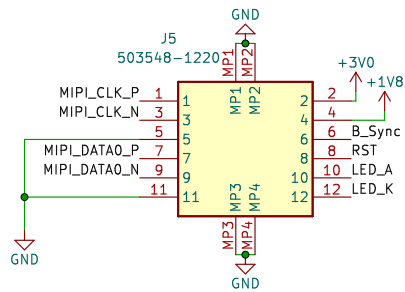 GND
J5
503548-1220
MP1
MP2
+3V0
+1V8
MIPI_CLK_P 1 1 MP1 MP2 2 2
MIPI_CLK_N 3 3 4 4
5 5 6 6 B_Sync
MIPI_DATA0_P 7 7 8 8 RST
MIPI_DATA0_N 9 9 10 10 LED_A
11 11 12 12 LED_K
MP3 MP4
MP3
MP4
GND
GND